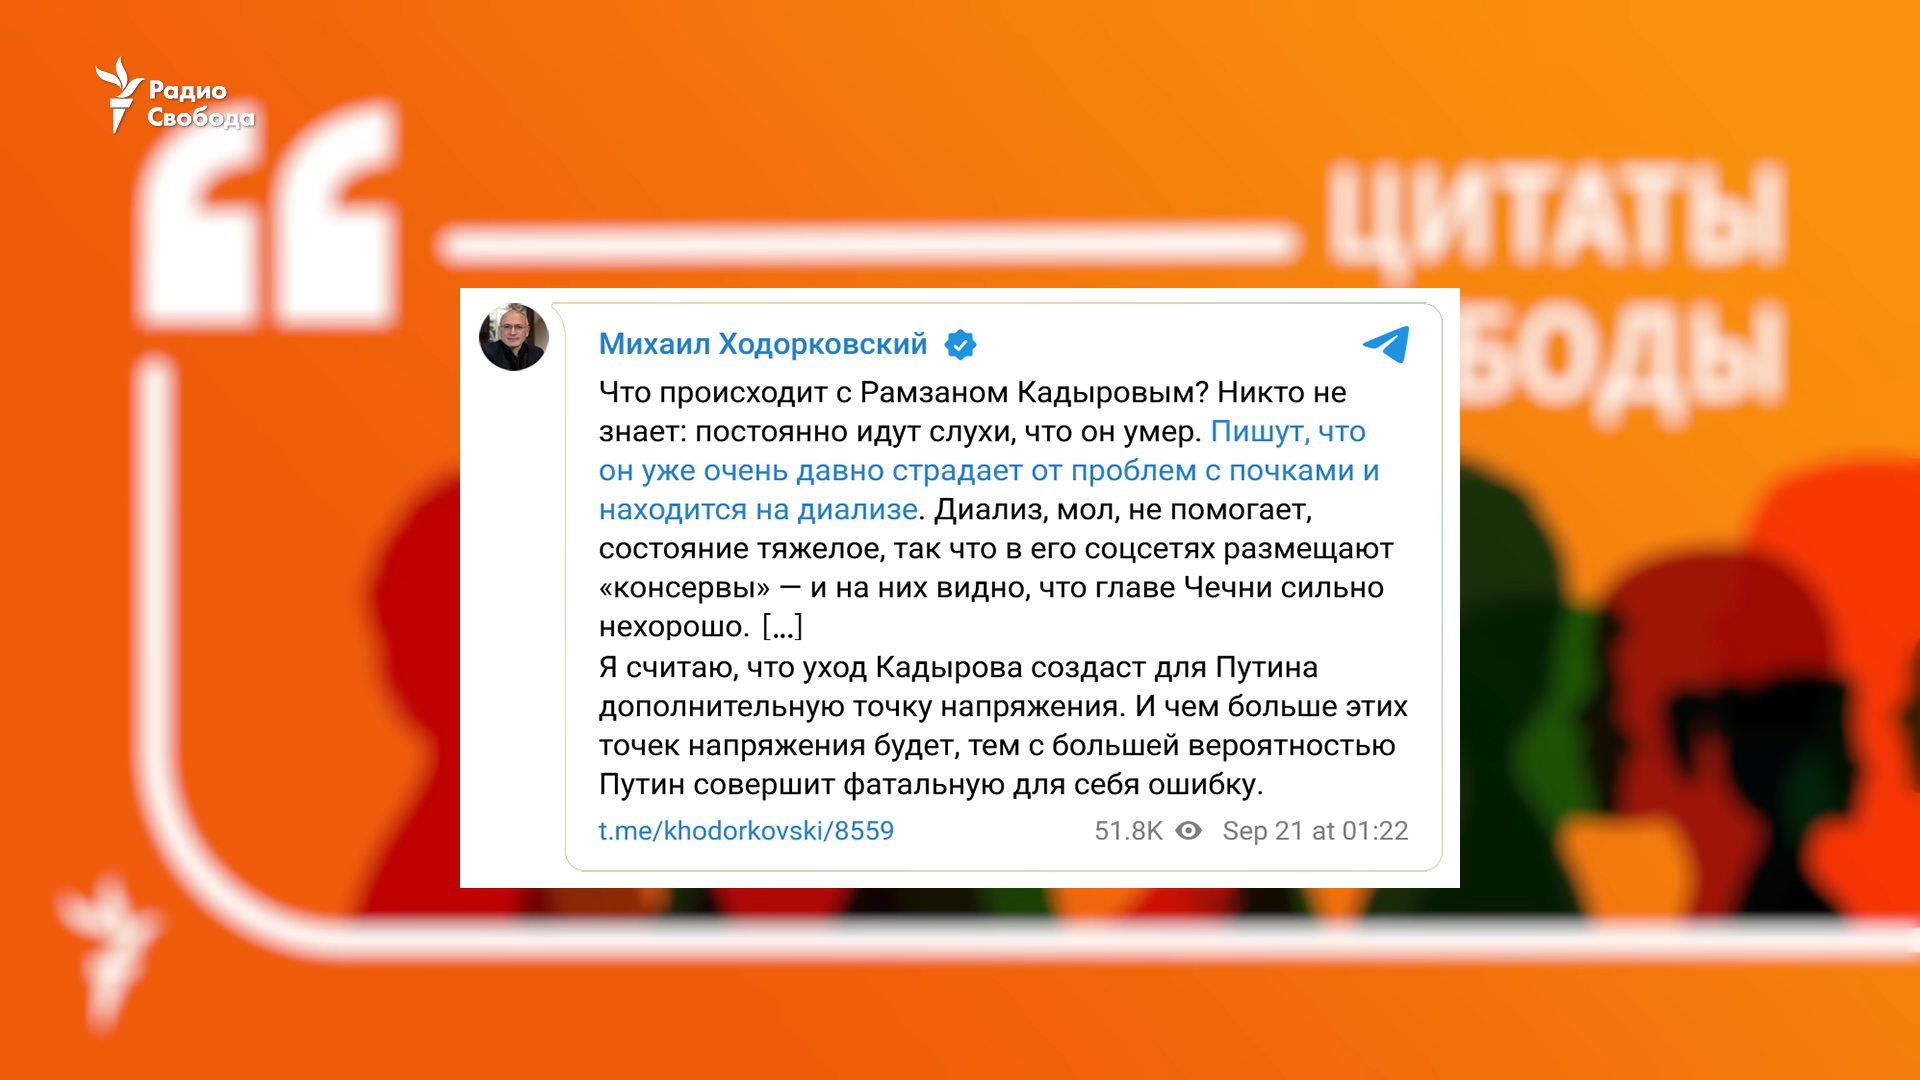 Радио
Свобода
ЦИТАТЫ
БОДЫ
Михаил Ходорковский
Что происходит с Рамзаном Кадыровым? Никто не
знает: постоянно идут слухи, что он умер. Пишут, что
он уже очень давно страдает от проблем с почками и
находится на диализе. Диализ, мол, не помогает,
состояние тяжелое, так что в его соцсетях размещают
«консервы» — и на них видно, что главе Чечни сильно
нехорошо. [...]
Я считаю, что уход Кадырова создаст для Путина
дополнительную точку напряжения. И чем больше этих
точек напряжения будет, тем с большей вероятностью
Путин совершит фатальную для себя ошибку.
t.me/khodorkovski/8559 51.8K Sep 21 at 01:22